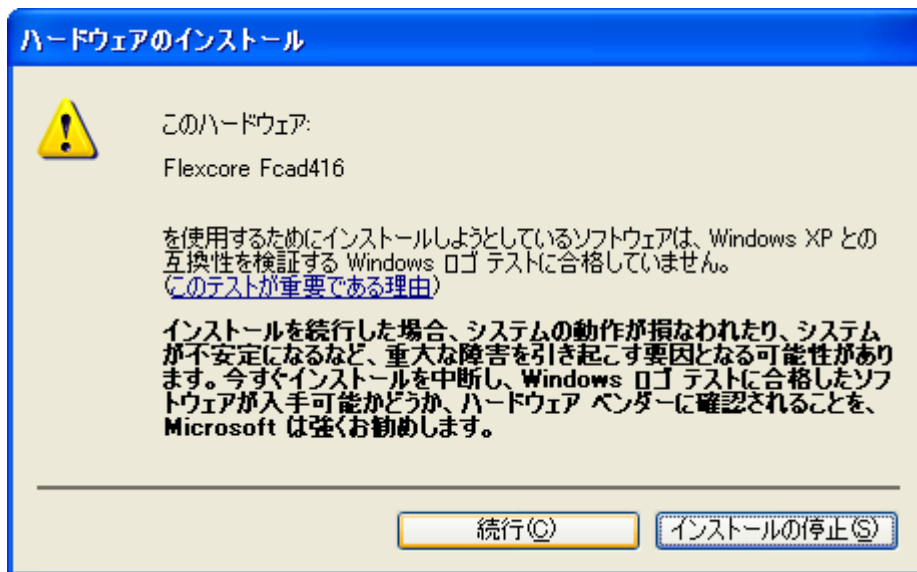 ハードウェアのインストール
このハードウェア:
Flexcore Fcad416
を使用するためにインストールしようとしているソフトウェアは、Windows XP との
互換性を検証する Windows ロゴ テストに合格していません。
(このテストが重要である理由)
インストールを続行した場合、システムの動作が損なわれたり、システム
が不安定になるなど、重大な障害を引き起こす要因となる可能性があり
ます。今すぐインストールを中断し、Windows ロゴ テストに合格したソフ
トウェアが入手可能かどうか、ハードウェア ベンダーに確認されることを、
Microsoft は強くお勧めします。
続行(C) インストールの停止(S)